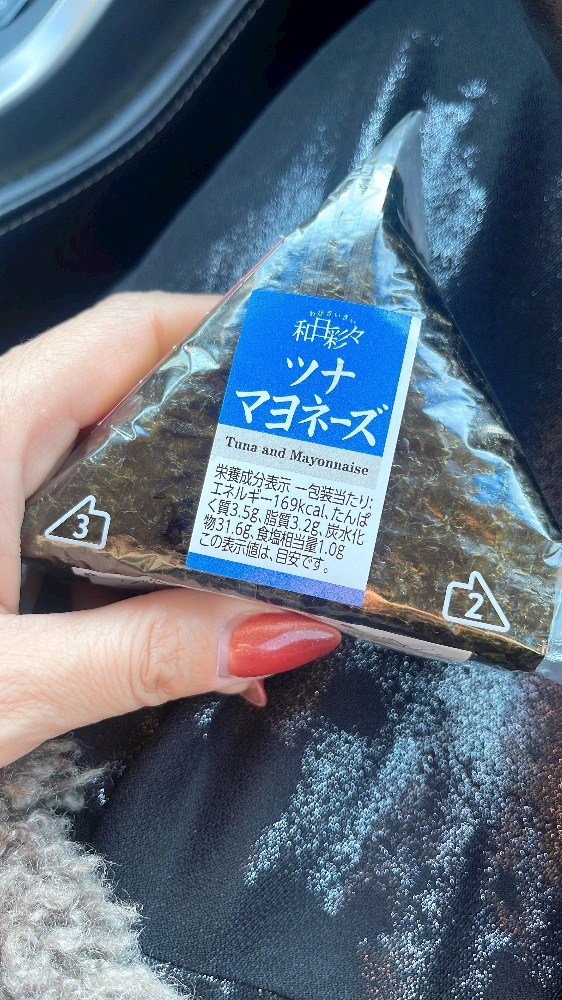 わびさいさい
和日彩々
ツナ
マヨネーズ
Tuna and Mayonnaise
栄養成分表示 一包装当たり:
エネルギー169kcal、たんぱ
く質3.5g、脂質3.2g、炭水化
物31.6g、食塩相当量1.0g
この表示値は、目安です。
3
2